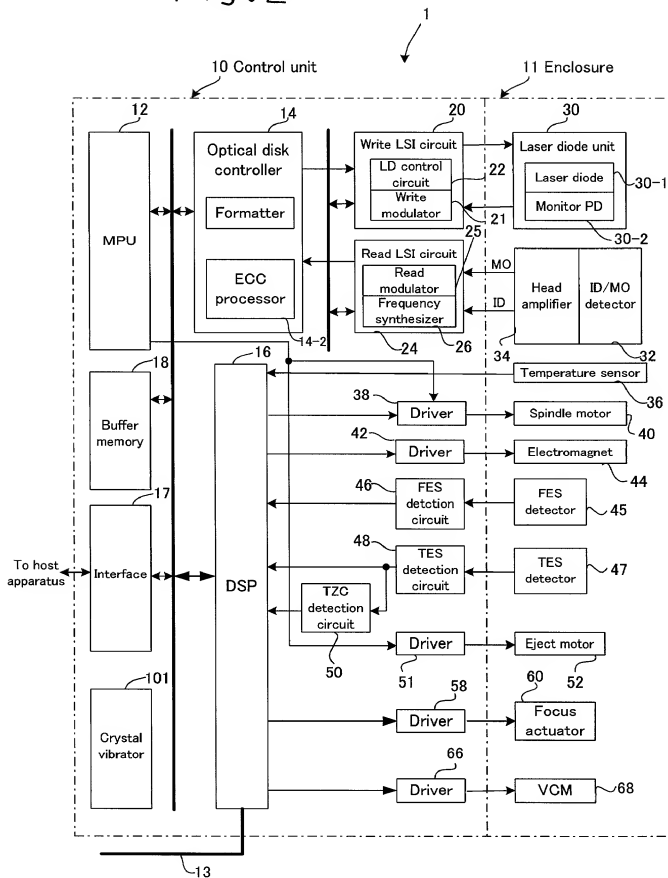 1
10 Control unit
11 Enclosure
12
14
20
30
Optical disk
controller
Write LSI circuit
Laser diode unit
LD control
circuit
22
Laser diode
30-1
Formatter
Write
modulator
21
Monitor PD
25
30-2
MPU
Read LSI circuit
MO
ECC
processor
Read
modulator
Head
amplifier
ID/MO
detector
Frequency
synthesizer
ID
14-2
24
26
34
32
18
16
Temperature sensor
36
38
Buffer
memory
Driver
Spindle motor
40
42
Driver
Electromagnet
44
17
46
FES
detction
circuit
FES
detector
45
48
To host
apparatus
Interface
DSP
TES
detection
circuit
TES
detector
47
TZC
detection
circuit
50
Driver
Eject motor
51
52
101
58
60
Crystal
vibrator
Driver
Focus
actuator
66
Driver
VCM
68
13